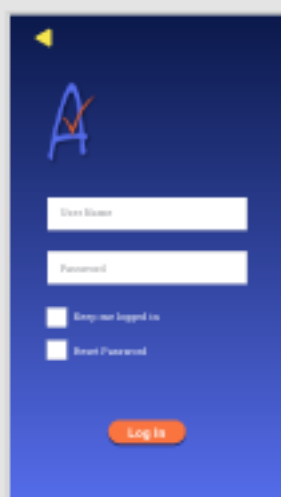 A
User Name
Password
Keep me logged in
Reset Password
Log in